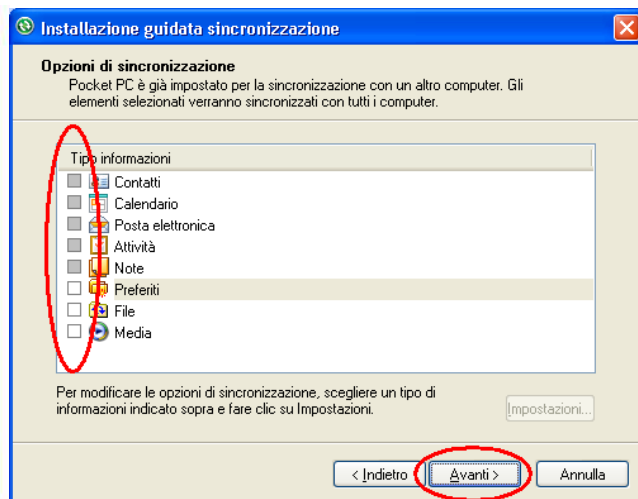 Installazione guidata sincronizzazione
Opzioni di sincronizzazione
Pocket PC è già impostato per la sincronizzazione con un altro computer. Gli
elementi selezionati verranno sincronizzati con tutti i computer.
Tipo informazioni
Contatti
Calendario
Posta elettronica
Attività
Note
Preferiti
File
Media
Per modificare le opzioni di sincronizzazione, scegliere un tipo di
informazioni indicato sopra e fare clic su Impostazioni.
Impostazioni...
< Indietro
Avanti >
Annulla